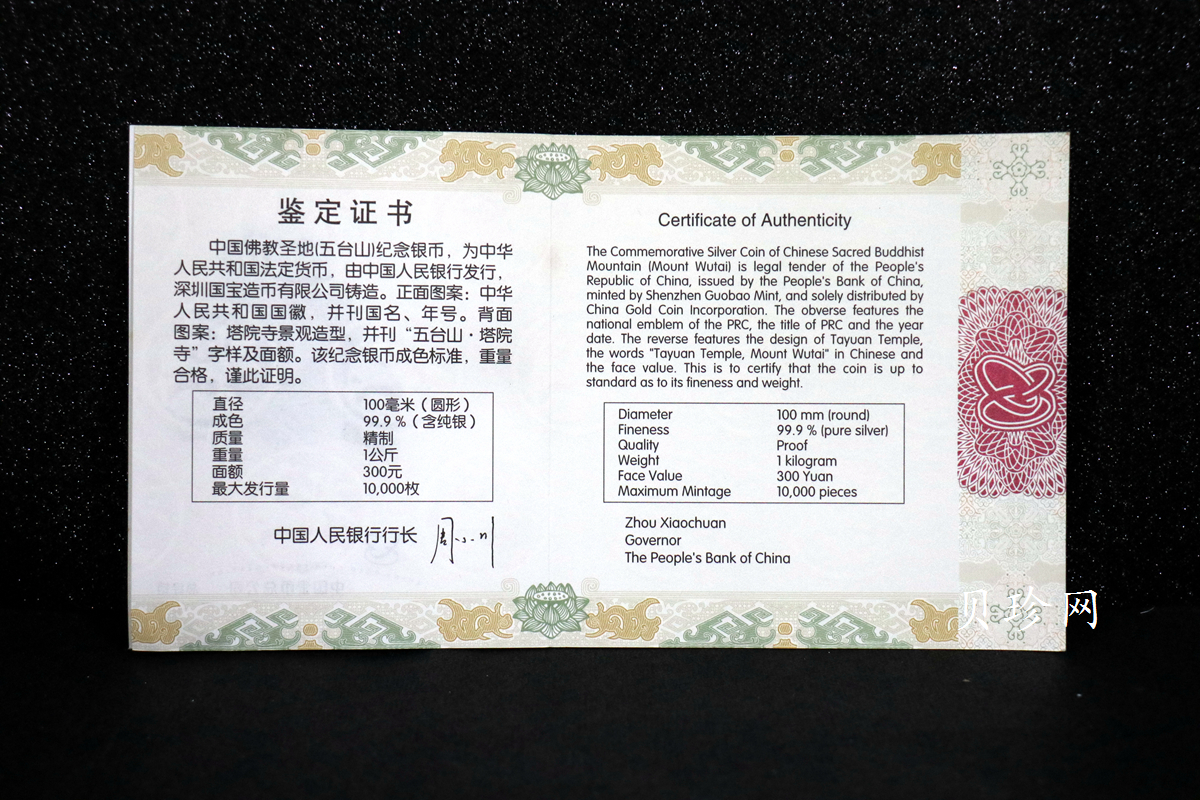 鉴定证书
中国佛教圣地(五台山)纪念银币，为中华
人民共和国法定货币，由中国人民银行发行，
深圳国宝造币有限公司铸造。正面图案：中华
人民共和国国徽，并刊国名、年号。背面
图案：塔院寺景观造型，并刊“五台山·塔院
寺”字样及面额。该纪念银币成色标准，重量
合格，谨此证明。
直径 100毫米（圆形）
成色 99.9 %（含纯银）
质量 精制
重量 1公斤
面额 300元
最大发行量 10,000枚
中国人民银行行长 周小川
Certificate of Authenticity
The Commemorative Silver Coin of Chinese Sacred Buddhist
Mountain (Mount Wutai) is legal tender of the People's
Republic of China, issued by the People's Bank of China,
minted by Shenzhen Guobao Mint, and solely distributed by
China Gold Coin Incorporation. The obverse features the
national emblem of the PRC, the title of PRC and the year
date. The reverse features the design of Tayuan Temple,
the words "Tayuan Temple, Mount Wutai" in Chinese and
the face value. This is to certify that the coin is up to
standard as to its fineness and weight.
Diameter 100 mm (round)
Fineness 99.9 % (pure silver)
Quality Proof
Weight 1 kilogram
Face Value 300 Yuan
Maximum Mintage 10,000 pieces
Zhou Xiaochuan
Governor
The People's Bank of China
贝珍网